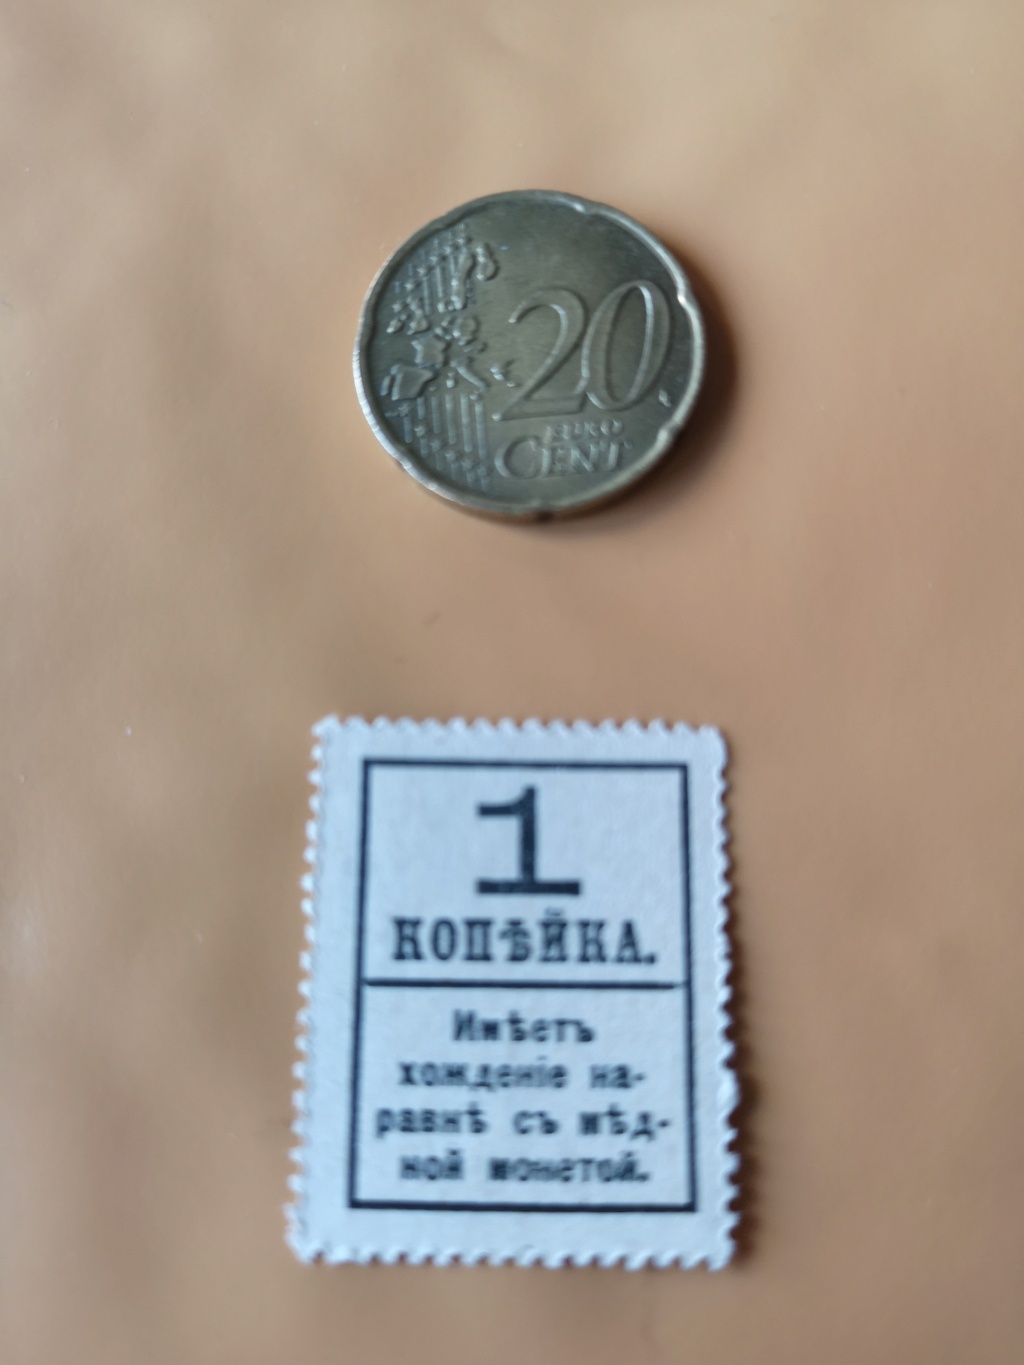 20
EURO
CENT
1
КОПѢЙКА.
Имѣетъ
хожденіе на-
равнѣ съ мѣд-
ной монетой.